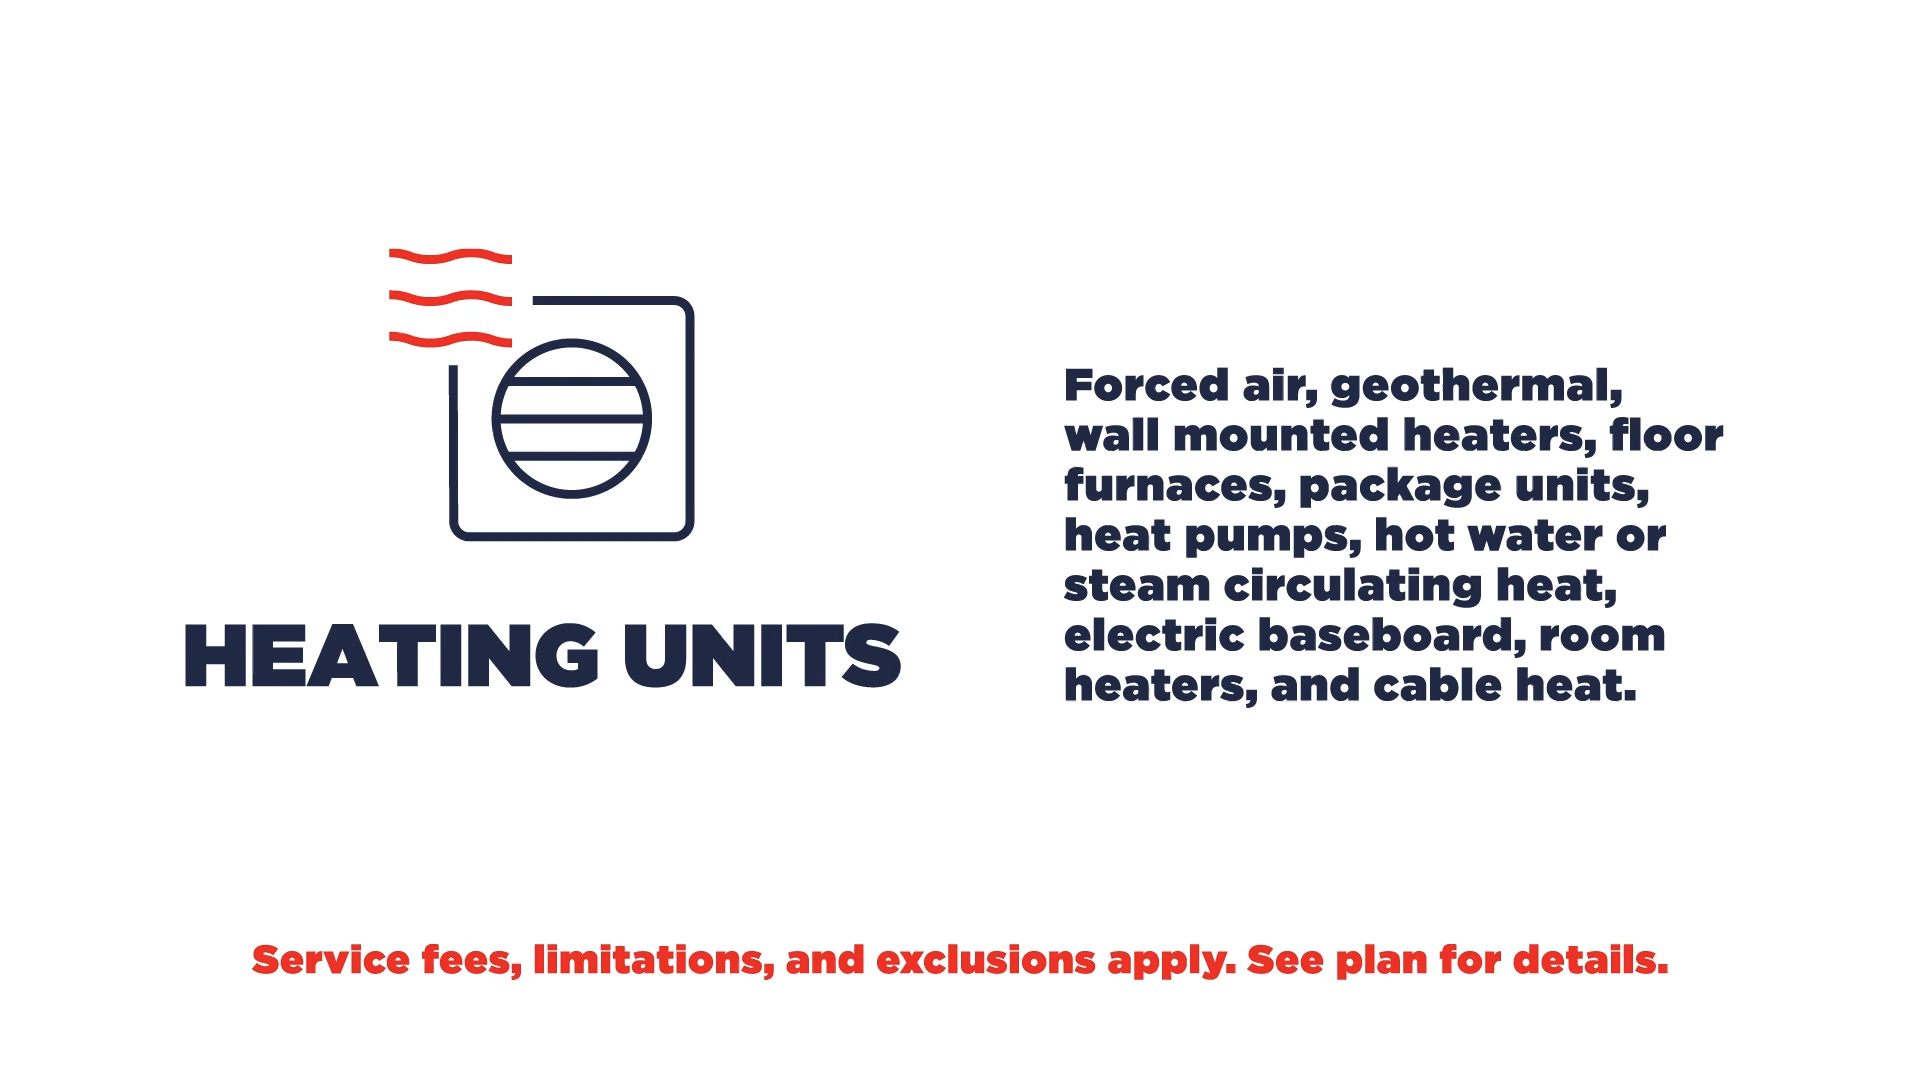 HEATING UNITS
Forced air, geothermal,
wall mounted heaters, floor
furnaces, package units,
heat pumps, hot water or
steam circulating heat,
electric baseboard, room
heaters, and cable heat.
Service fees, limitations, and exclusions apply. See plan for details.